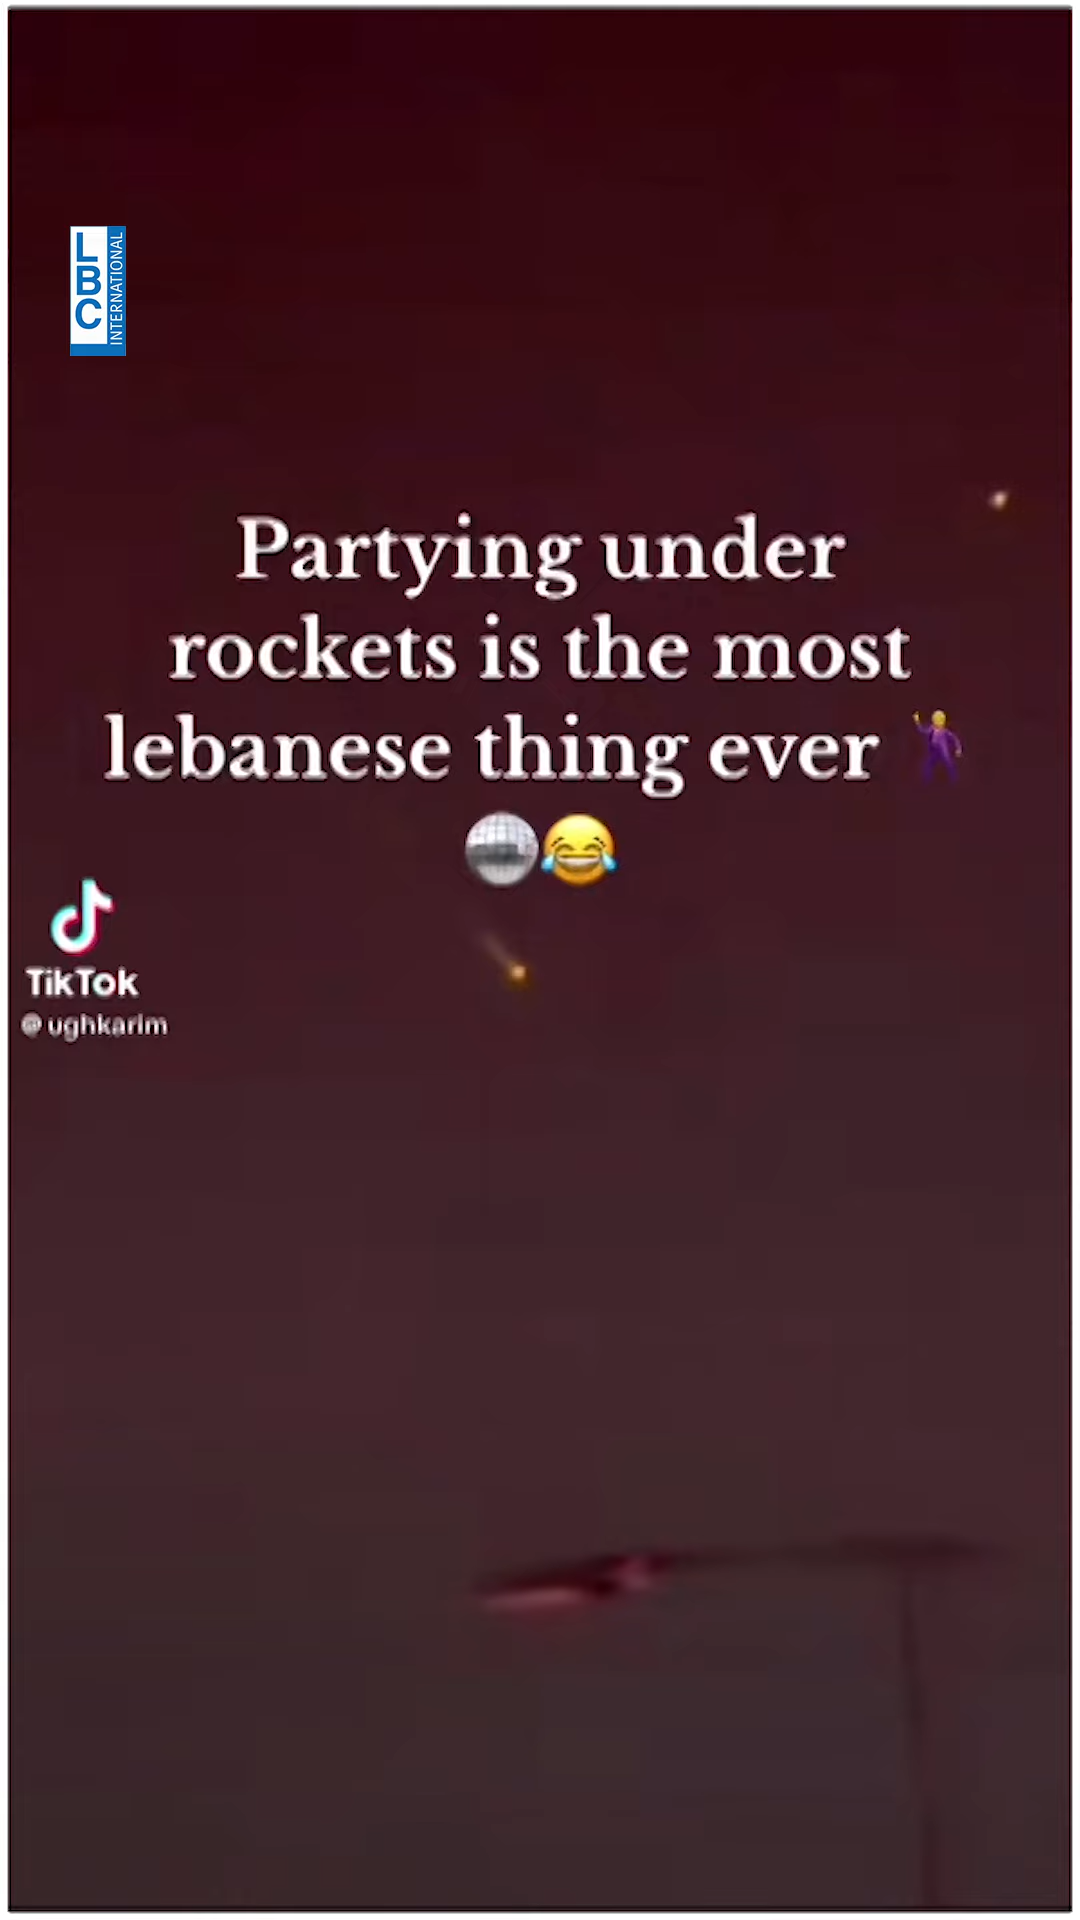 LBC
INTERNATIONAL
Partying under
rockets is the most
lebanese thing ever 🕺
🪩😂
TikTok
@ughkarim